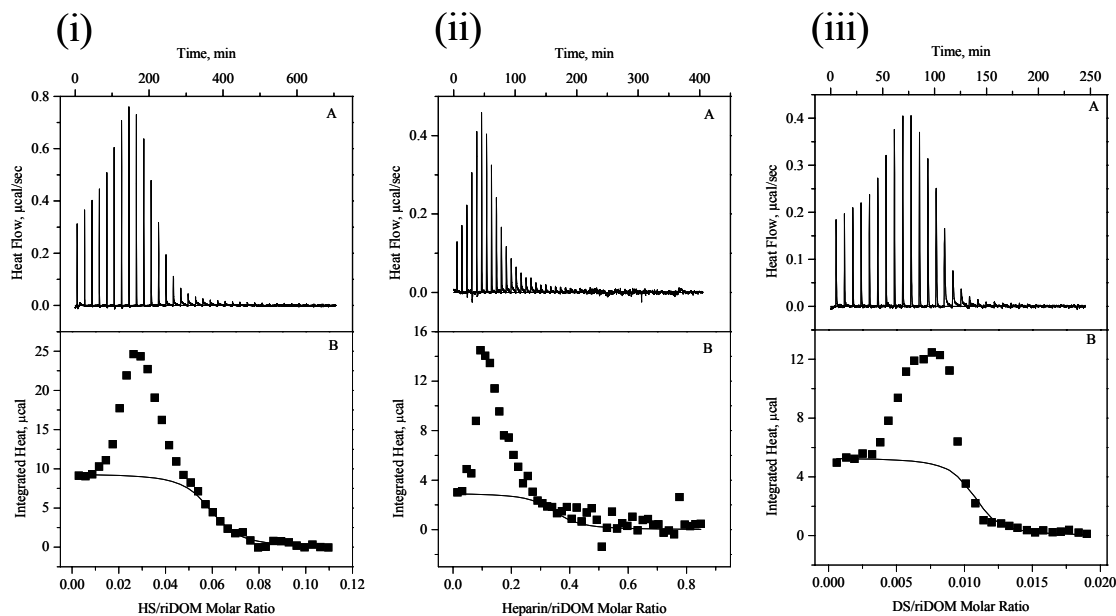 (i)
Time, min
0 200 400 600
A
Heat Flow, µcal/sec
0.8
0.6
0.4
0.2
0.0
B
Integrated Heat, µcal
25
20
15
10
5
0
0.00 0.02 0.04 0.06 0.08 0.10 0.12
HS/riDOM Molar Ratio
(ii)
Time, min
0 100 200 300 400
A
Heat Flow, µcal/sec
0.4
0.2
0.0
B
Integrated Heat, µcal
16
12
8
4
0
0.0 0.2 0.4 0.6 0.8
Heparin/riDOM Molar Ratio
(iii)
Time, min
0 50 100 150 200 250
A
Heat Flow, µcal/sec
0.4
0.3
0.2
0.1
0.0
B
Integrated Heat, µcal
12
8
4
0
0.000 0.005 0.010 0.015 0.020
DS/riDOM Molar Ratio